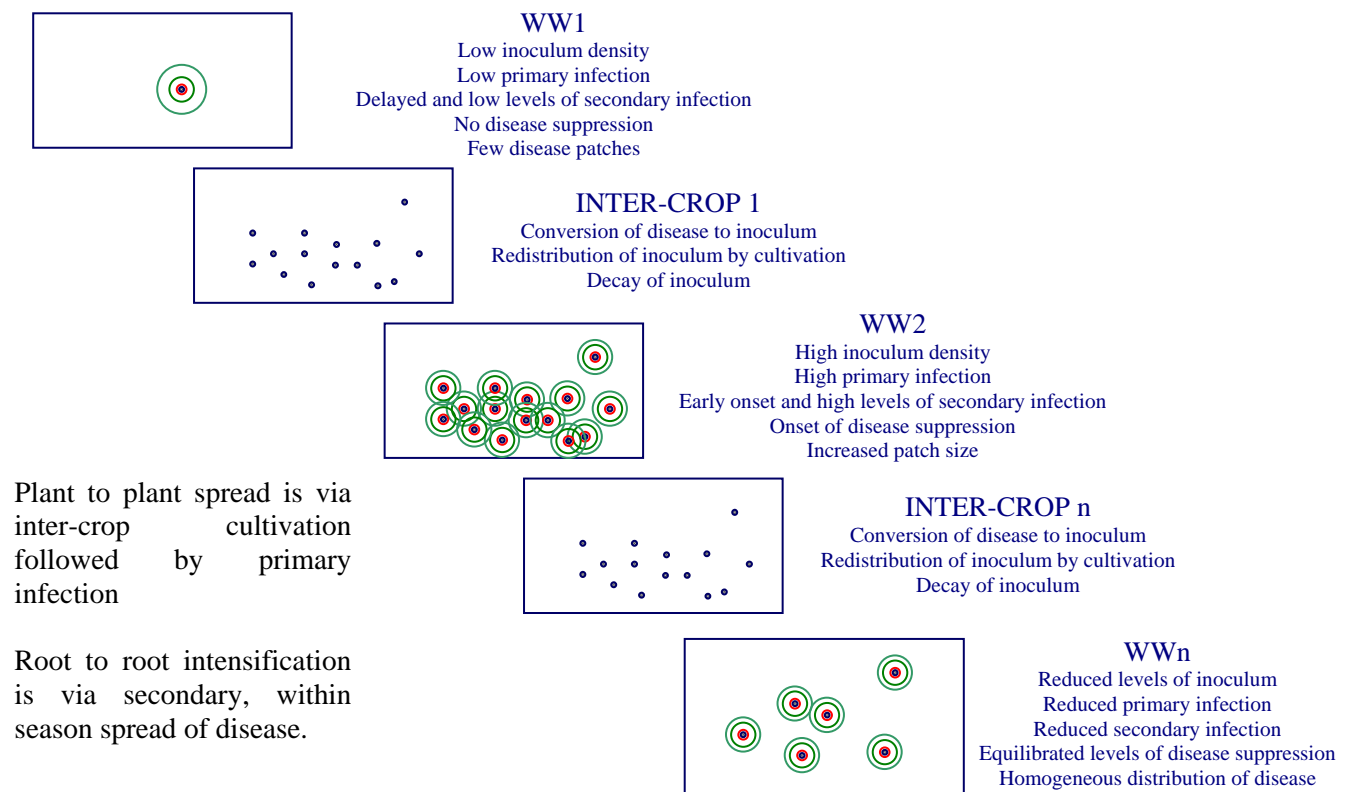 WW1
Low inoculum density
Low primary infection
Delayed and low levels of secondary infection
No disease suppression
Few disease patches
INTER-CROP 1
Conversion of disease to inoculum
Redistribution of inoculum by cultivation
Decay of inoculum
WW2
High inoculum density
High primary infection
Early onset and high levels of secondary infection
Onset of disease suppression
Increased patch size
Plant to plant spread is via
inter-crop cultivation
followed by primary
infection
Root to root intensification
is via secondary, within
season spread of disease.
INTER-CROP n
Conversion of disease to inoculum
Redistribution of inoculum by cultivation
Decay of inoculum
WWn
Reduced levels of inoculum
Reduced primary infection
Reduced secondary infection
Equilibrated levels of disease suppression
Homogeneous distribution of disease